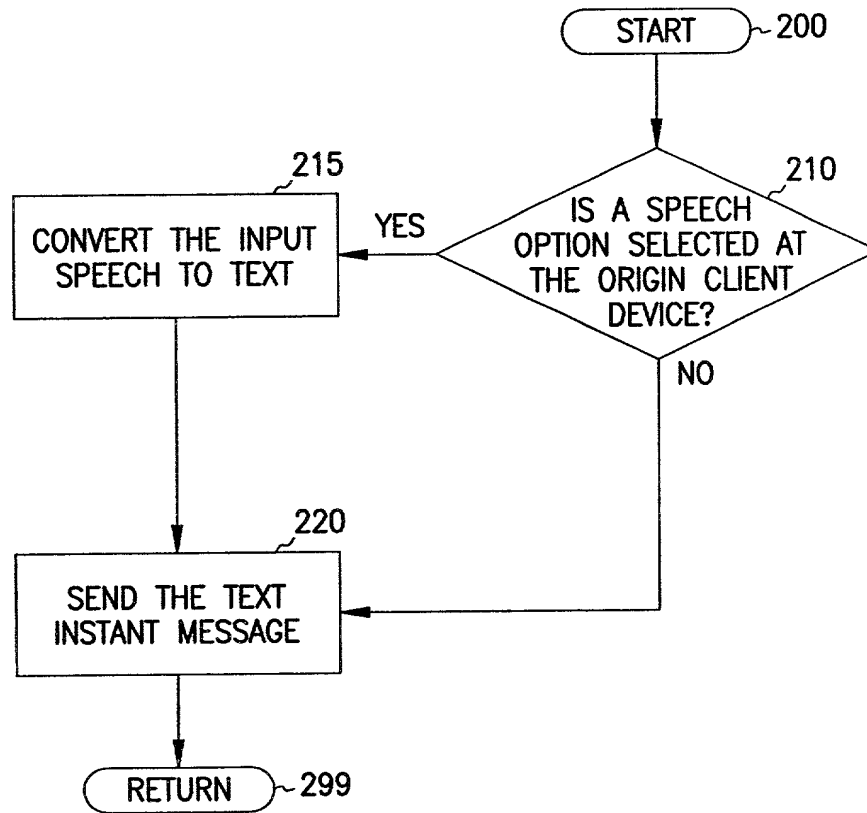 START
200
210
IS A SPEECH
OPTION SELECTED AT
THE ORIGIN CLIENT
DEVICE?
YES
NO
215
CONVERT THE INPUT
SPEECH TO TEXT
220
SEND THE TEXT
INSTANT MESSAGE
RETURN
299